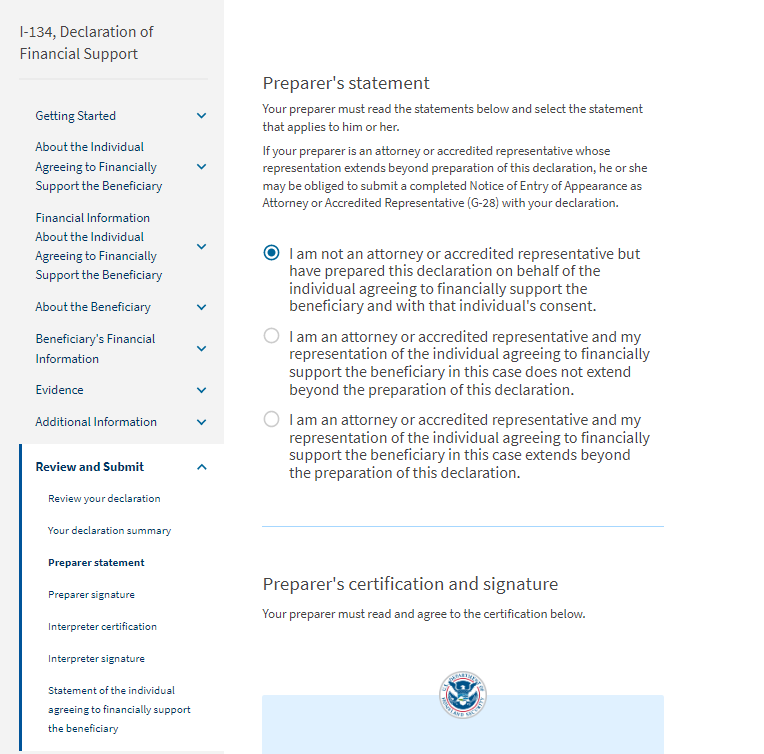 I-134, Declaration of
Financial Support
Getting Started
About the Individual
Agreeing to Financially
Support the Beneficiary
Financial Information
About the Individual
Agreeing to Financially
Support the Beneficiary
About the Beneficiary
Beneficiary's Financial
Information
Evidence
Additional Information
Review and Submit
Review your declaration
Your declaration summary
Preparer statement
Preparer signature
Interpreter certification
Interpreter signature
Statement of the individual
agreeing to financially support
the beneficiary
Preparer's statement
Your preparer must read the statements below and select the statement
that applies to him or her.
If your preparer is an attorney or accredited representative whose
representation extends beyond preparation of this declaration, he or she
may be obliged to submit a completed Notice of Entry of Appearance as
Attorney or Accredited Representative (G-28) with your declaration.
I am not an attorney or accredited representative but
have prepared this declaration on behalf of the
individual agreeing to financially support the
beneficiary and with that individual's consent.
I am an attorney or accredited representative and my
representation of the individual agreeing to financially
support the beneficiary in this case does not extend
beyond the preparation of this declaration.
I am an attorney or accredited representative and my
representation of the individual agreeing to financially
support the beneficiary in this case extends beyond
the preparation of this declaration.
Preparer's certification and signature
Your preparer must read and agree to the certification below.
U.S. DEPARTMENT OF
HOMELAND SECURITY